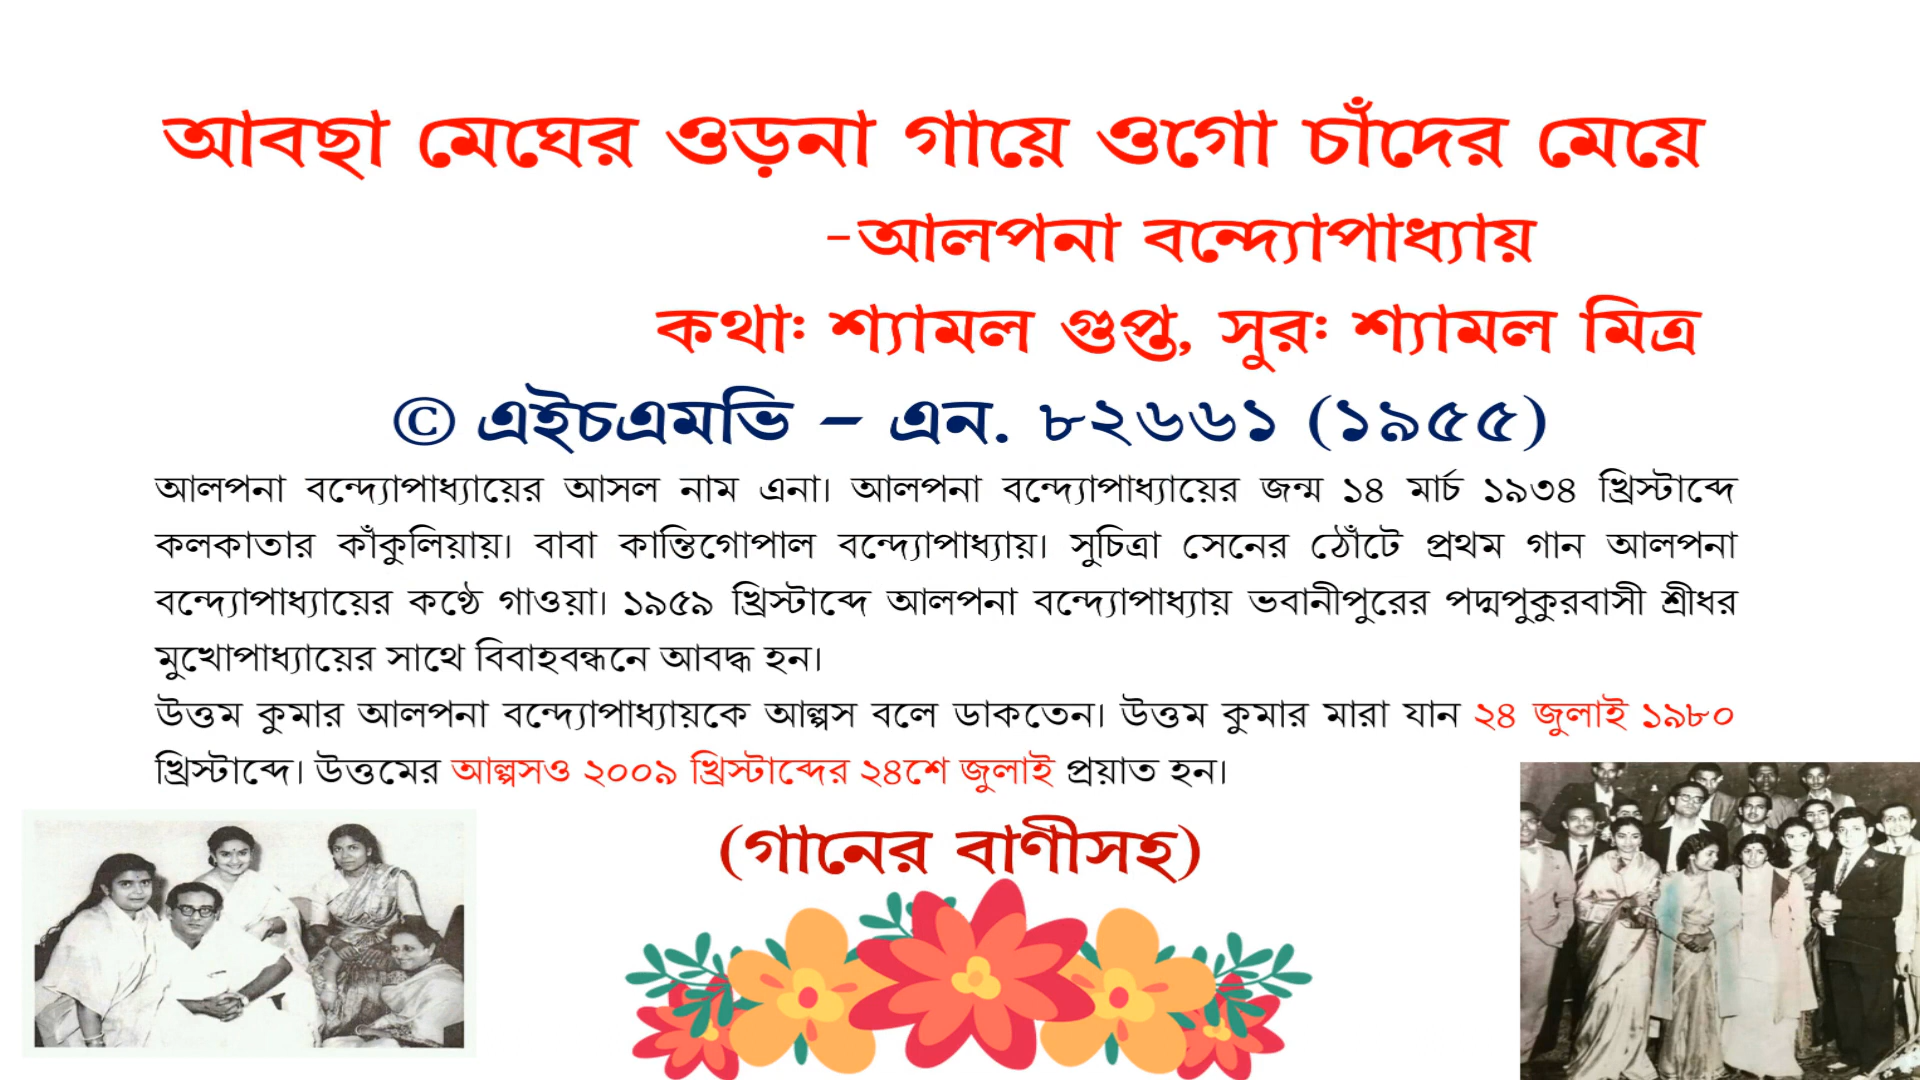 আবছা মেঘের ওড়না গায়ে ওগো চাঁদের মেয়ে
-আলপনা বন্দ্যোপাধ্যায়
কথাঃ শ্যামল গুপ্ত, সুরঃ শ্যামল মিত্র
© এইচএমভি – এন. ৮২৬৬১ (১৯৫৫)
আলপনা বন্দ্যোপাধ্যায়ের আসল নাম এনা। আলপনা বন্দ্যোপাধ্যায়ের জন্ম ১৪ মার্চ ১৯৩৪ খ্রিস্টাব্দে
কলকাতার কাঁকুলিয়ায়। বাবা কান্তিগোপাল বন্দ্যোপাধ্যায়। সুচিত্রা সেনের ঠোঁটে প্রথম গান আলপনা
বন্দ্যোপাধ্যায়ের কণ্ঠে গাওয়া। ১৯৫৯ খ্রিস্টাব্দে আলপনা বন্দ্যোপাধ্যায় ভবানীপুরের পদ্মপুকুরবাসী শ্রীধর
মুখোপাধ্যায়ের সাথে বিবাহবন্ধনে আবদ্ধ হন।
উত্তম কুমার আলপনা বন্দ্যোপাধ্যায়কে আল্পস বলে ডাকতেন। উত্তম কুমার মারা যান ২৪ জুলাই ১৯৮০
খ্রিস্টাব্দে। উত্তমের আল্পসও ২০০৯ খ্রিস্টাব্দের ২৪শে জুলাই প্রয়াত হন।
(গানের বাণীসহ)